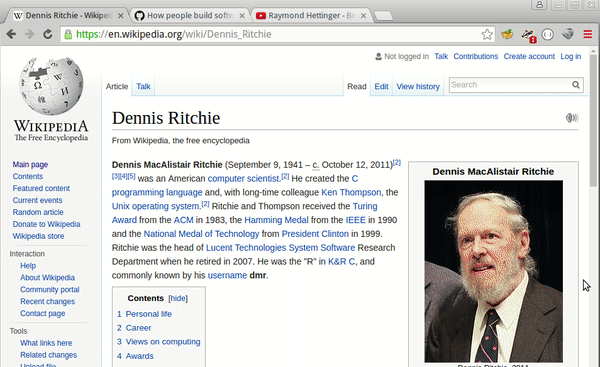 Dennis Ritchie - Wikiped
How people build softw
Raymond Hettinger - Be
https://en.wikipedia.org/wiki/Dennis_Ritchie
Not logged in Talk Contributions Create account Log in
Article Talk Read Edit View history Search
WIKIPEDIA
The Free Encyclopedia
Main page
Contents
Featured content
Current events
Random article
Donate to Wikipedia
Wikipedia store
Interaction
Help
About Wikipedia
Community portal
Recent changes
Contact page
Tools
What links here
Related changes
Upload file
Dennis Ritchie
From Wikipedia, the free encyclopedia
Dennis MacAlistair Ritchie (September 9, 1941 – c. October 12, 2011)[2]
[3][4][5] was an American computer scientist.[2] He created the C
programming language and, with long-time colleague Ken Thompson, the
Unix operating system.[2] Ritchie and Thompson received the Turing
Award from the ACM in 1983, the Hamming Medal from the IEEE in 1990
and the National Medal of Technology from President Clinton in 1999.
Ritchie was the head of Lucent Technologies System Software Research
Department when he retired in 2007. He was the "R" in K&R C, and
commonly known by his username dmr.
Contents [hide]
1 Personal life
2 Career
3 Views on computing
4 Awards
Dennis MacAlistair Ritchie